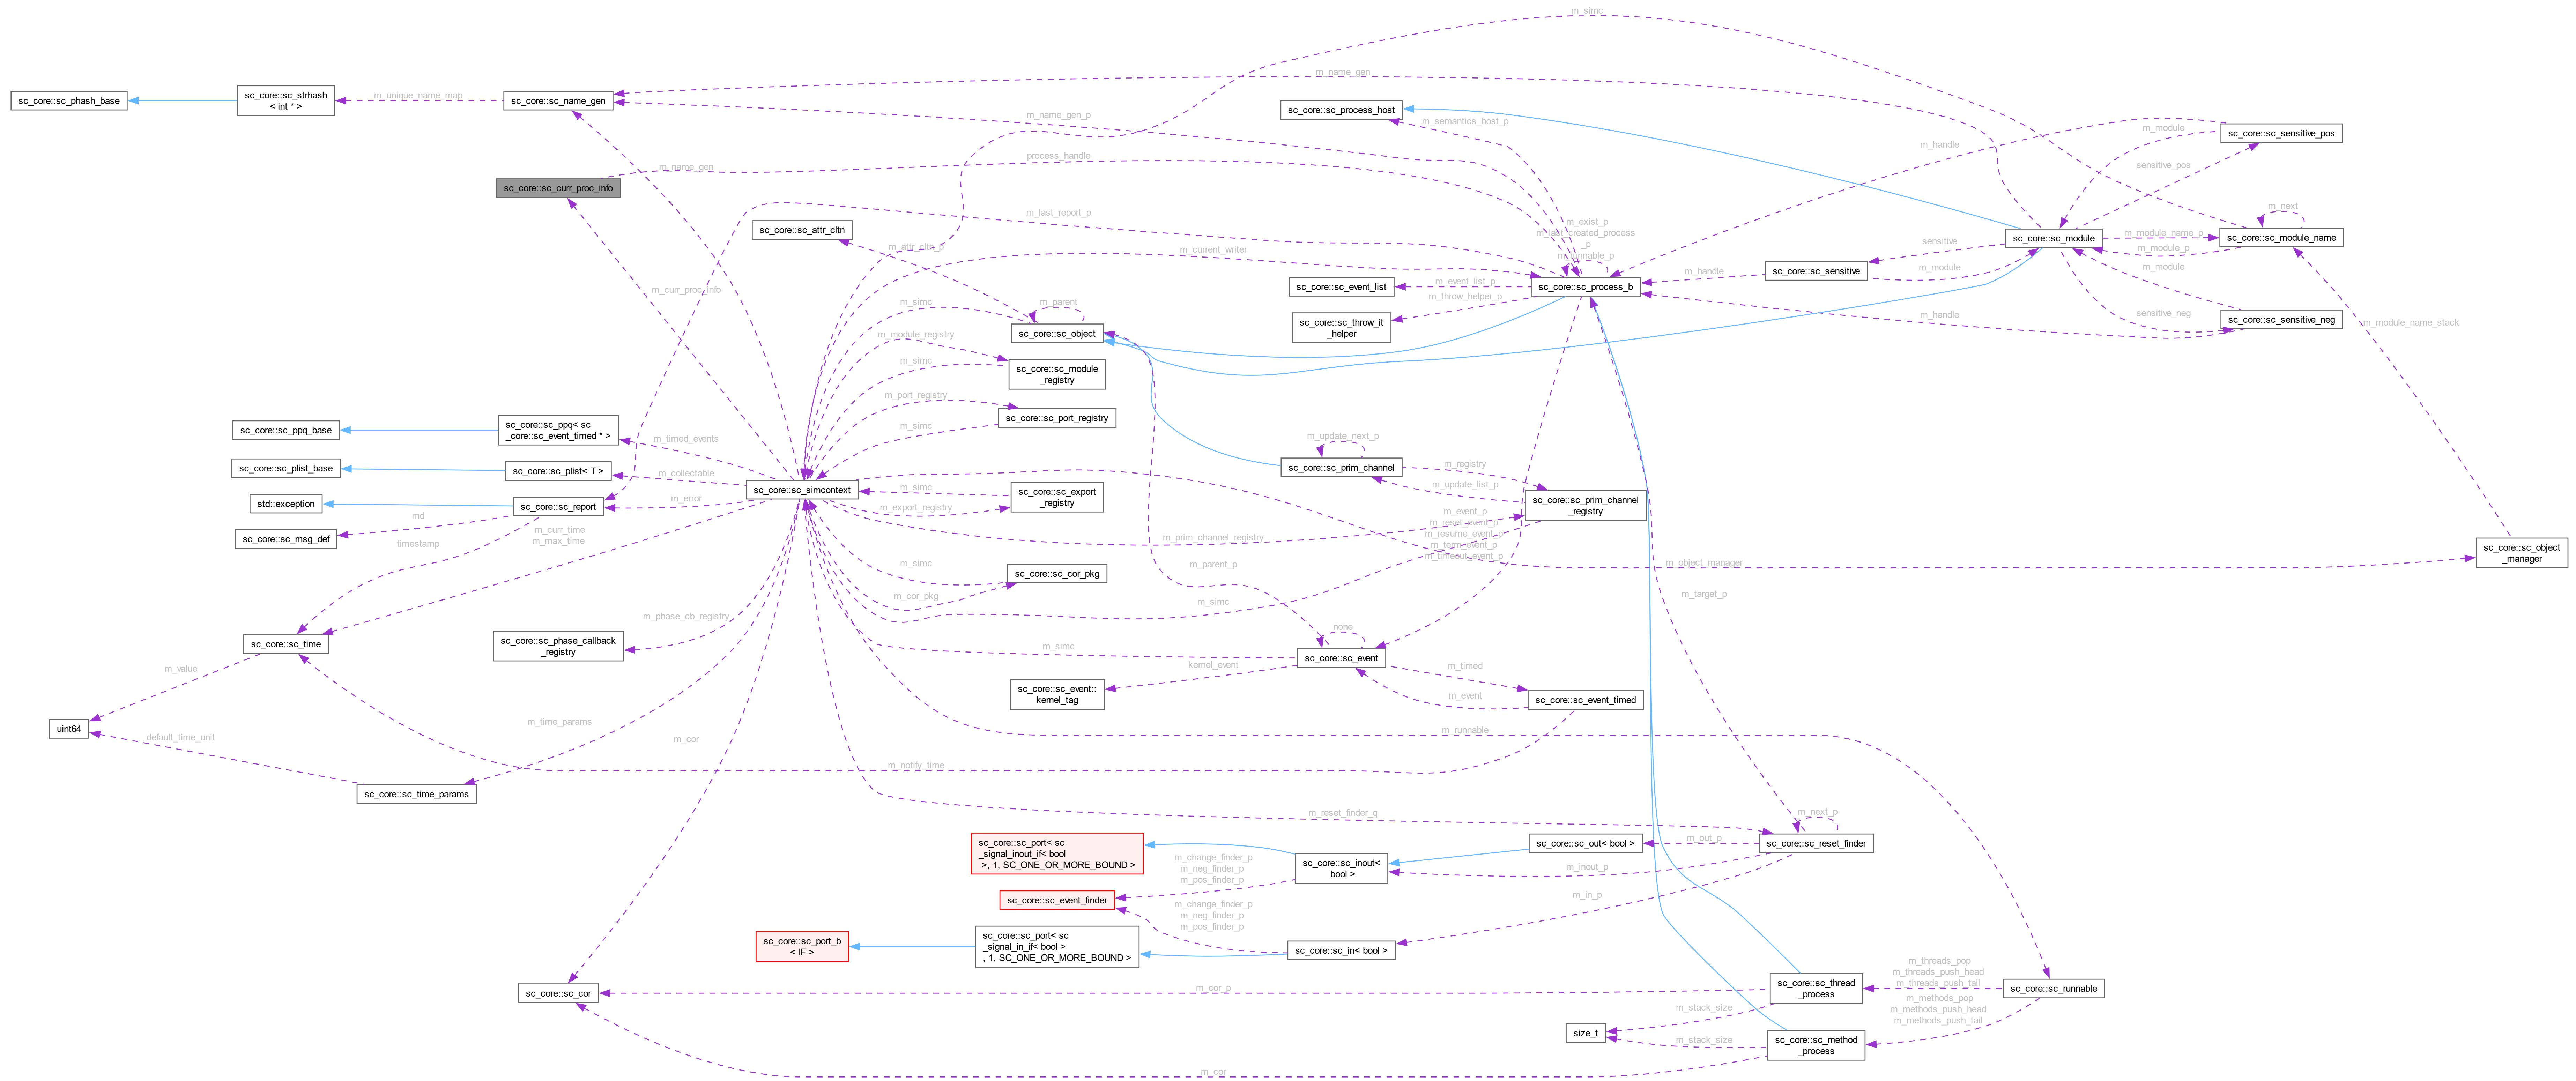 m_simc
sc_core::sc_phash_base
sc_core::sc_strhash
< int * >
m_unique_name_map
sc_core::sc_name_gen
m_name_gen
m_name_gen_p
sc_core::sc_process_host
m_semantics_host_p
sc_core::sc_sensitive_pos
m_module
m_handle
sensitive_pos
process_handle
m_name_gen
sc_core::sc_curr_proc_info
m_last_report_p
sc_core::sc_attr_cltn
m_attr_cltn_p
m_current_writer
m_exist_p
m_last_created_process
_p
m_runnable_p
m_next
sc_core::sc_module
m_module_name_p
m_module_p
sc_core::sc_module_name
sensitive
sc_core::sc_sensitive
m_handle
m_module
m_module
m_curr_proc_info
sc_core::sc_event_list
m_event_list_p
sc_core::sc_process_b
m_throw_helper_p
sc_core::sc_throw_it
_helper
m_simc
m_parent
sc_core::sc_object
sensitive_neg
m_handle
sc_core::sc_sensitive_neg
m_module_name_stack
m_module_registry
m_simc
sc_core::sc_module
_registry
m_port_registry
sc_core::sc_port_registry
m_simc
sc_core::sc_ppq_base
sc_core::sc_ppq< sc
_core::sc_event_timed * >
m_timed_events
m_update_next_p
sc_core::sc_prim_channel
m_registry
m_update_list_p
sc_core::sc_plist_base
sc_core::sc_plist< T >
m_collectable
sc_core::sc_simcontext
m_simc
sc_core::sc_export
_registry
m_export_registry
sc_core::sc_prim_channel
_registry
std::exception
sc_core::sc_report
m_error
md
sc_core::sc_msg_def
timestamp
m_curr_time
m_max_time
m_prim_channel_registry
m_event_p
m_reset_event_p
m_resume_event_p
m_term_event_p
m_timeout_event_p
sc_core::sc_object
_manager
m_object_manager
m_simc
sc_core::sc_cor_pkg
m_cor_pkg
m_parent_p
m_simc
m_target_p
m_phase_cb_registry
sc_core::sc_phase_callback
_registry
sc_core::sc_time
m_value
m_simc
none
sc_core::sc_event
kernel_event
sc_core::sc_event::
kernel_tag
m_timed
m_event
sc_core::sc_event_timed
uint64
default_time_unit
m_time_params
m_cor
m_runnable
m_notify_time
sc_core::sc_time_params
m_reset_finder_q
m_next_p
sc_core::sc_reset_finder
m_out_p
sc_core::sc_out< bool >
sc_core::sc_port< sc
_signal_inout_if< bool
>, 1, SC_ONE_OR_MORE_BOUND >
m_change_finder_p
m_neg_finder_p
m_pos_finder_p
sc_core::sc_inout<
bool >
m_inout_p
m_in_p
sc_core::sc_event_finder
m_change_finder_p
m_neg_finder_p
m_pos_finder_p
sc_core::sc_port_b
< IF >
sc_core::sc_port< sc
_signal_in_if< bool >
, 1, SC_ONE_OR_MORE_BOUND >
sc_core::sc_in< bool >
sc_core::sc_cor
m_cor_p
sc_core::sc_thread
_process
m_threads_pop
m_threads_push_head
m_threads_push_tail
sc_core::sc_runnable
m_methods_pop
m_methods_push_head
m_methods_push_tail
m_stack_size
size_t
m_stack_size
sc_core::sc_method
_process
m_cor